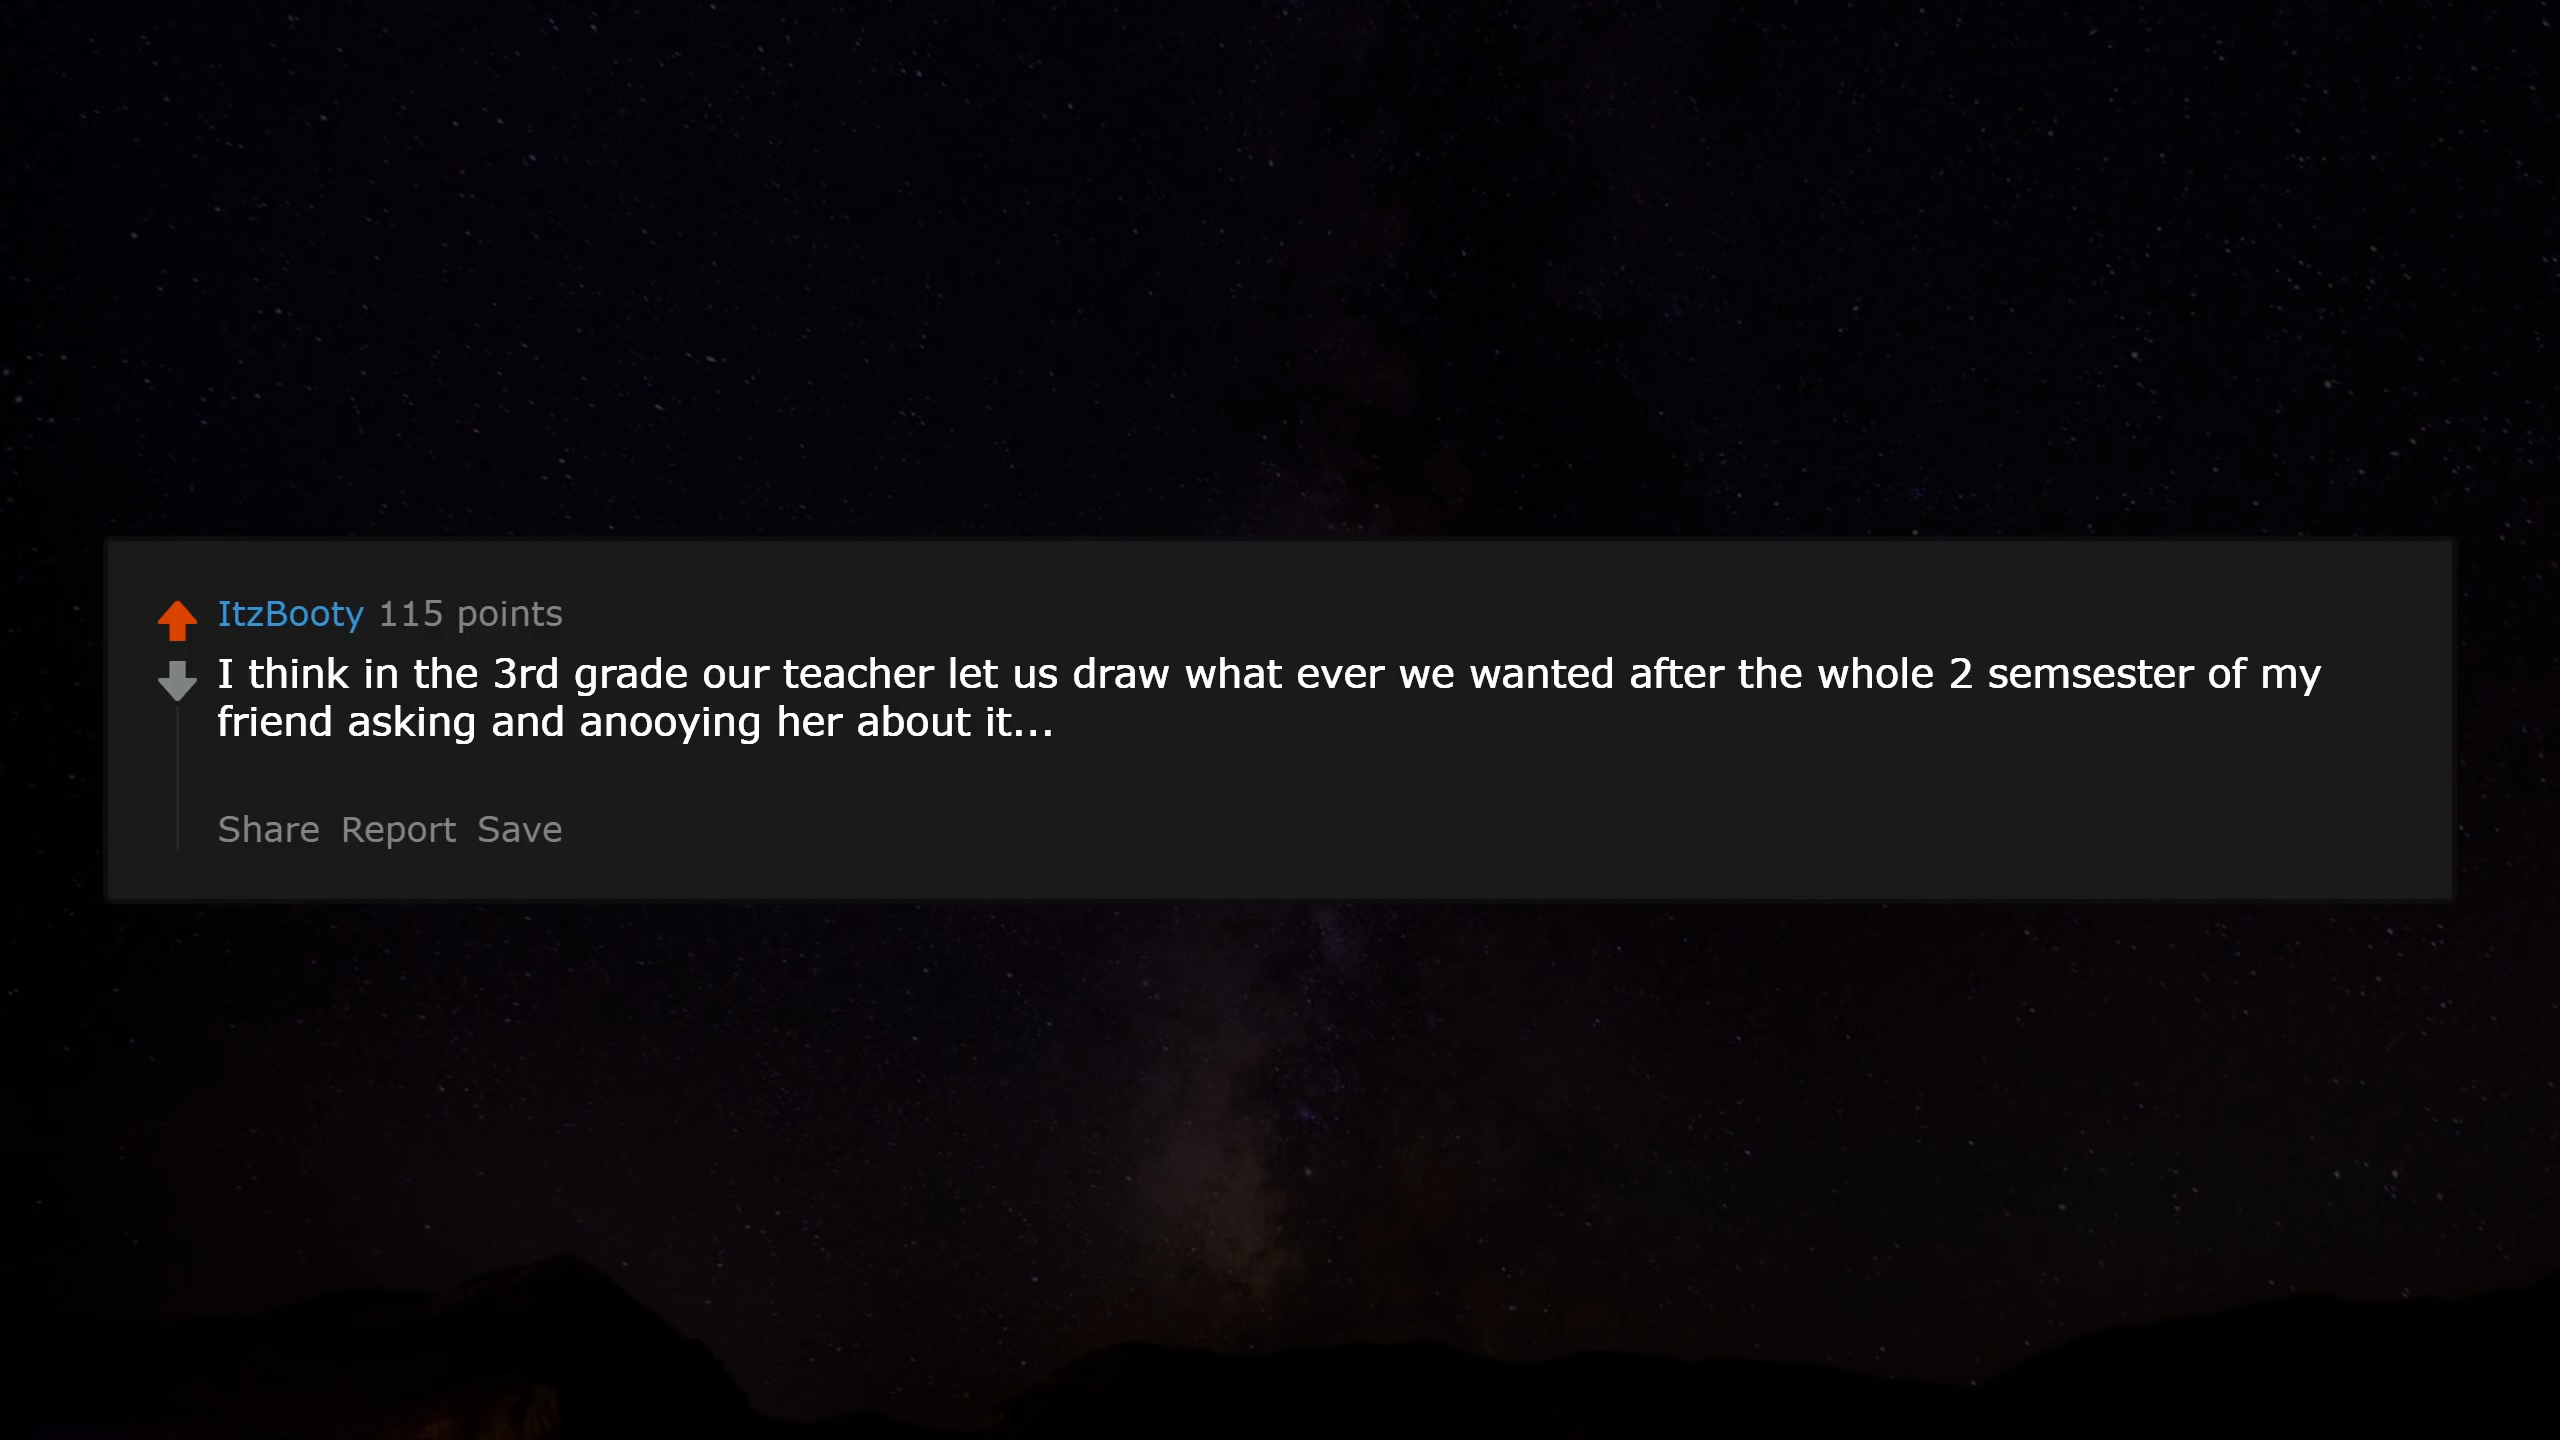 ItzBooty 115 points
I think in the 3rd grade our teacher let us draw what ever we wanted after the whole 2 semsester of my
friend asking and anooying her about it...
Share Report Save